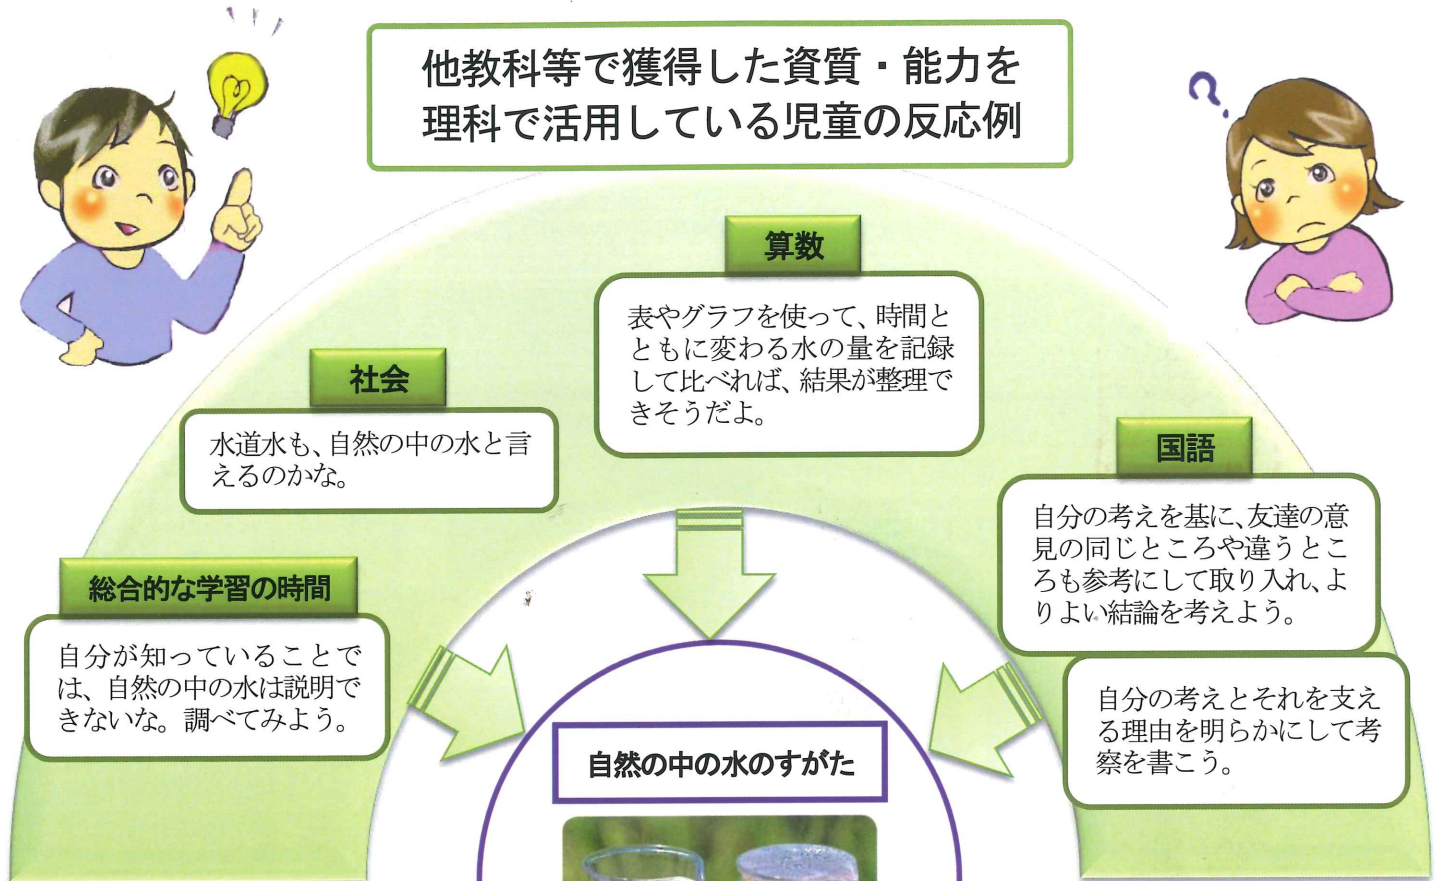 他教科等で獲得した資質・能力を
理科で活用している児童の反応例
算数
表やグラフを使って、時間と
ともに変わる水の量を記録
して比べれば、結果が整理で
きそうだよ。
社会
水道水も、自然の中の水と言
えるのかな。
国語
自分の考えを基に、友達の意
見の同じところや違うとこ
ろも参考にして取り入れ、よ
りよい結論を考えよう。
自分の考えとそれを支え
る理由を明らかにして考
察を書こう。
総合的な学習の時間
自分が知っていることで
は、自然の中の水は説明で
きないな。調べてみよう。
自然の中の水のすがた